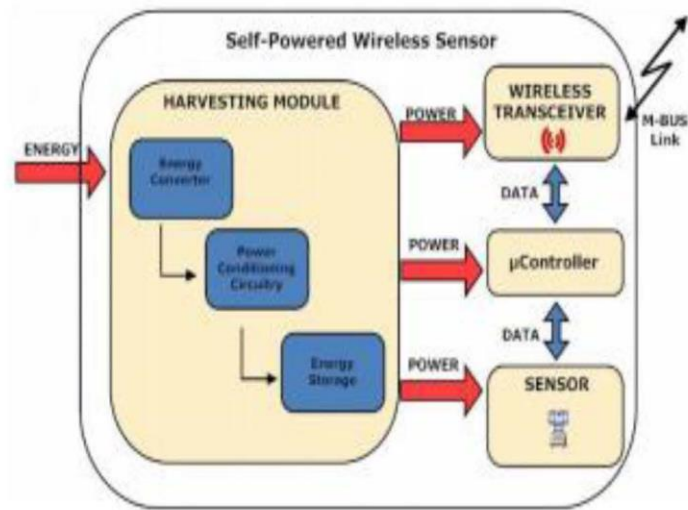 Self-Powered Wireless Sensor
HARVESTING MODULE
ENERGY
Energy
Converter
Power
Conditioning
Circuitry
Energy
Storage
POWER
POWER
POWER
WIRELESS
TRANSCEIVER
M-BUS
Link
DATA
µController
DATA
SENSOR